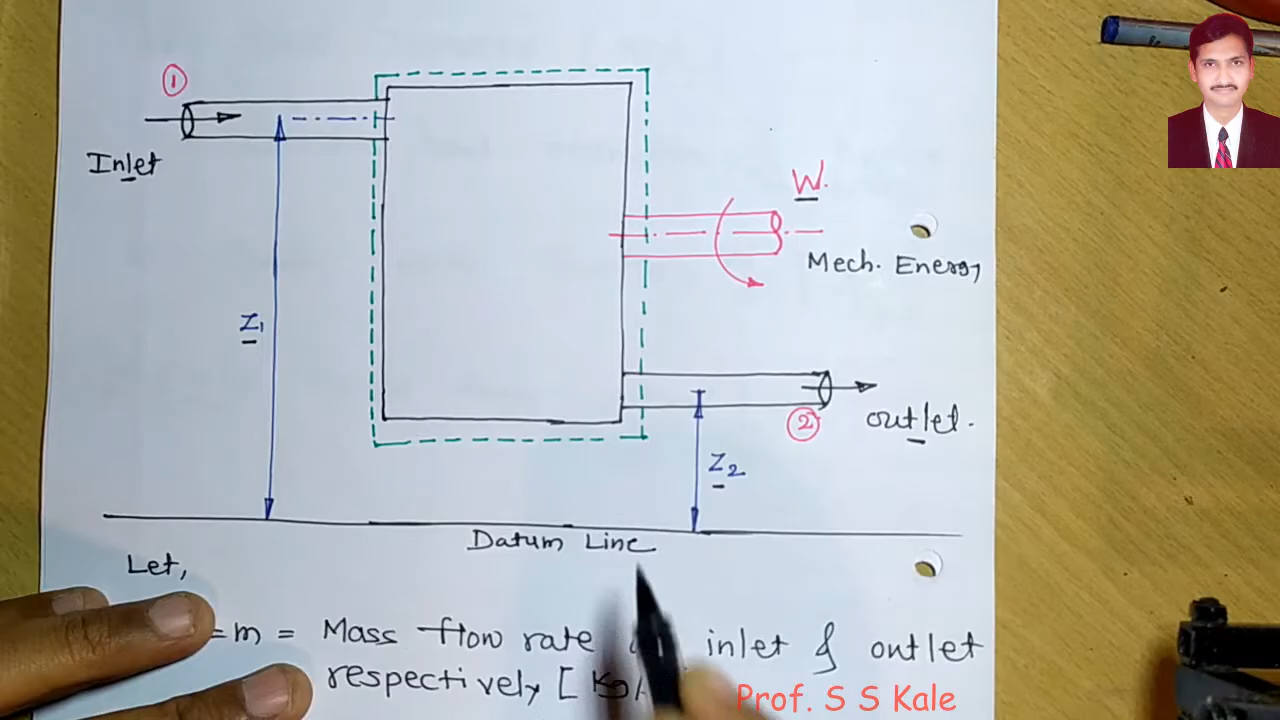 1
Inlet
W.
Mech. Energy
Z1
2
outlet.
Z2
Datum Line
Let,
=m = Mass flow rate inlet & outlet
respectively [ Kg/
Prof. S S Kale